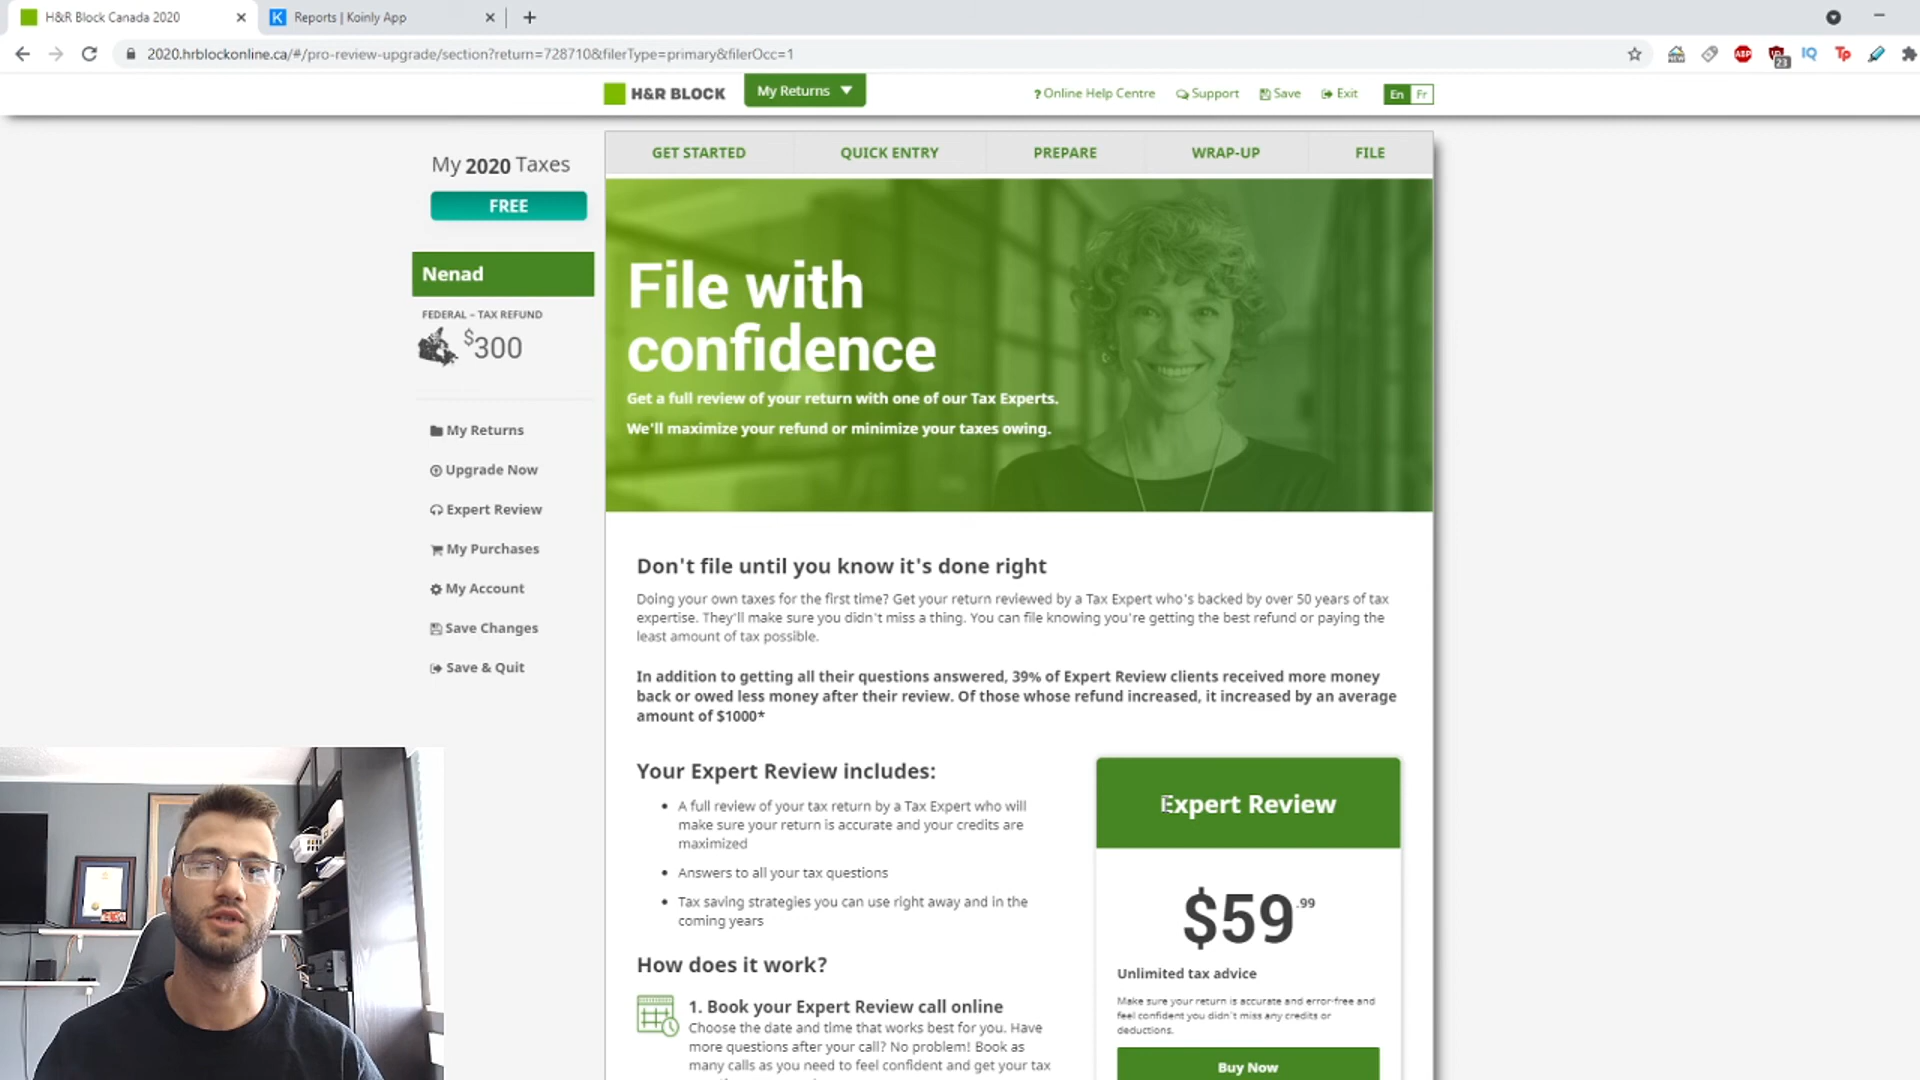 H&R Block Canada 2020
Reports | Koinly App
2020.hrblockonline.ca/#/pro-review-upgrade/section?return=728710&filerType=primary&filerOcc=1
H&R BLOCK
My Returns
Online Help Centre
Support
Save
Exit
En
Fr
My 2020 Taxes
FREE
Nenad
FEDERAL – TAX REFUND
$300
My Returns
Upgrade Now
Expert Review
My Purchases
My Account
Save Changes
Save & Quit
GET STARTED
QUICK ENTRY
PREPARE
WRAP-UP
FILE
File with
confidence
Get a full review of your return with one of our Tax Experts.
We'll maximize your refund or minimize your taxes owing.
Don't file until you know it's done right
Doing your own taxes for the first time? Get your return reviewed by a Tax Expert who's backed by over 50 years of tax
expertise. They'll make sure you didn't miss a thing. You can file knowing you're getting the best refund or paying the
least amount of tax possible.
In addition to getting all their questions answered, 39% of Expert Review clients received more money
back or owed less money after their review. Of those whose refund increased, it increased by an average
amount of $1000*
Your Expert Review includes:
A full review of your tax return by a Tax Expert who will
make sure your return is accurate and your credits are
maximized
Answers to all your tax questions
Tax saving strategies you can use right away and in the
coming years
How does it work?
1. Book your Expert Review call online
Choose the date and time that works best for you. Have
more questions after your call? No problem! Book as
many calls as you need to feel confident and get your tax
Expert Review
$59.99
Unlimited tax advice
Make sure your return is accurate and error-free and
feel confident you didn't miss any credits or
deductions.
Buy Now